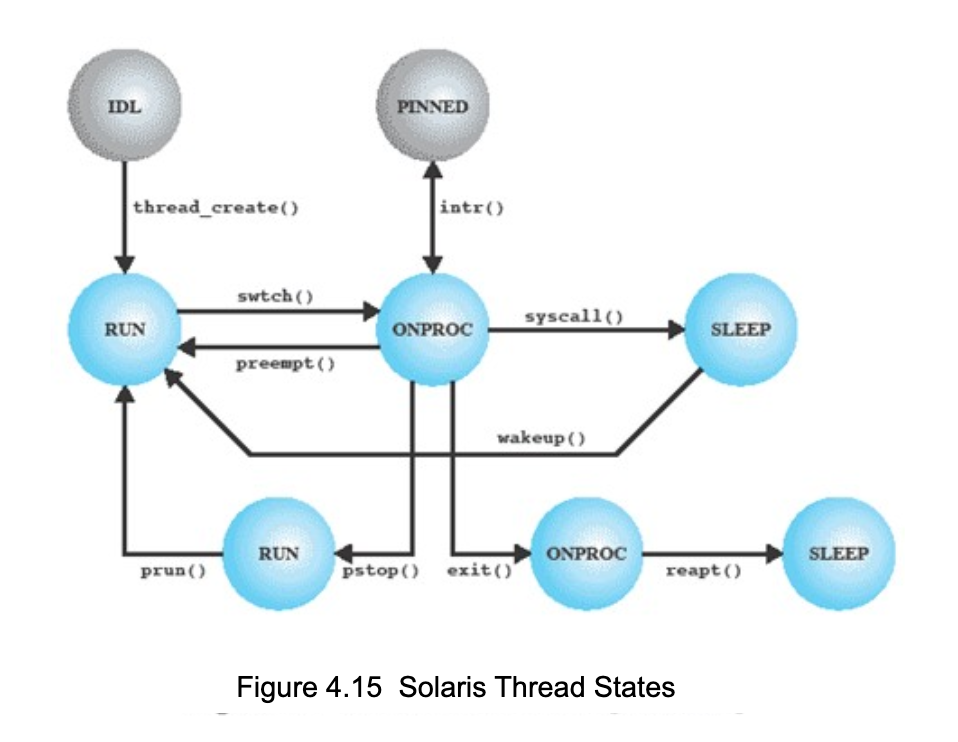 IDL
PINNED
thread_create()
intr()
RUN
swtch()
ONPROC
syscall()
SLEEP
preempt()
wakeup()
RUN
ONPROC
SLEEP
prun()
pstop()
exit()
reapt()
Figure 4.15 Solaris Thread States